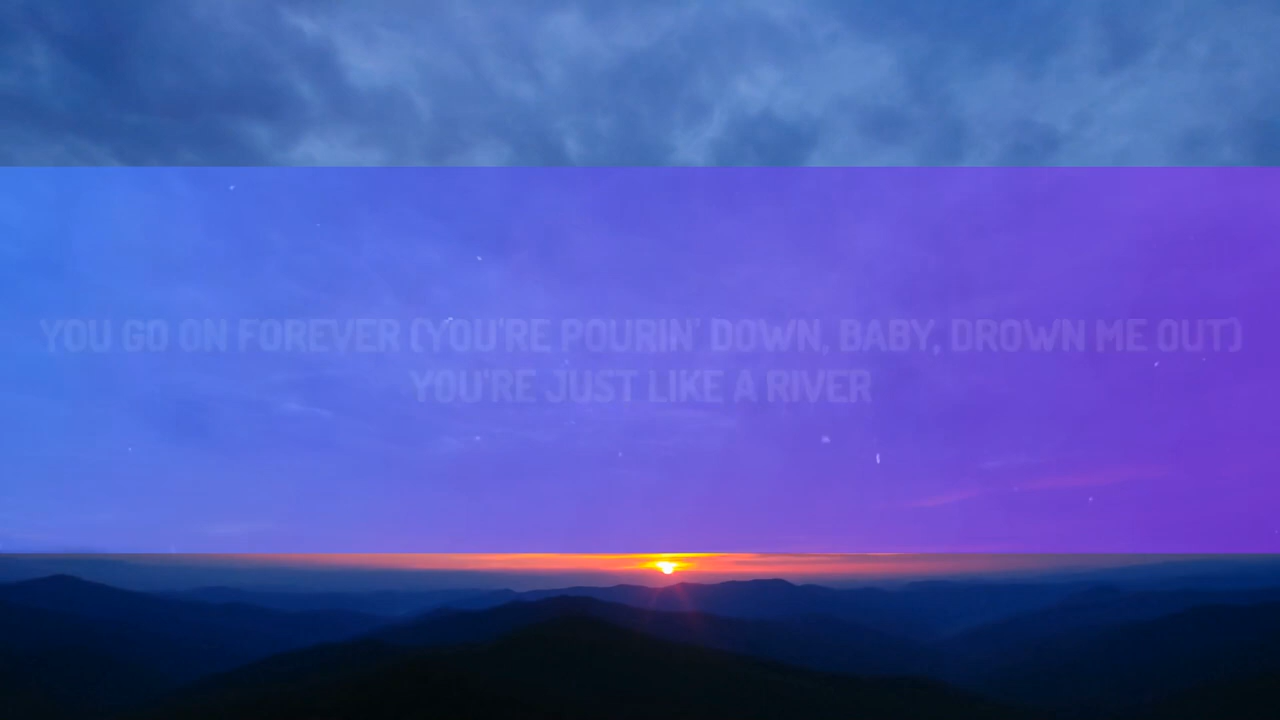 YOU GO ON FOREVER (YOU'RE POURIN' DOWN, BABY, DROWN ME OUT)
YOU'RE JUST LIKE A RIVER